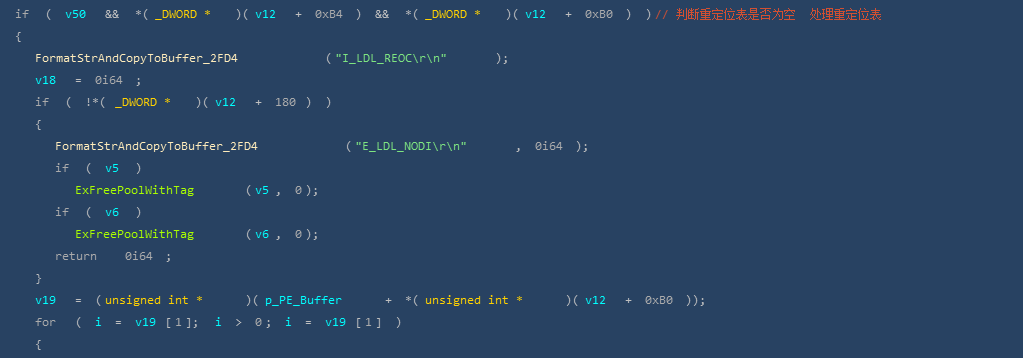 if ( v50 && *( _DWORD * )( v12 + 0xB4 ) && *( _DWORD * )( v12 + 0xB0 ) ) // 判断重定位表是否为空 处理重定位表
{
FormatStrAndCopyToBuffer_2FD4 ( "I_LDL_REOC\r\n" );
v18 = 0i64 ;
if ( !*( _DWORD * )( v12 + 180 ) )
{
FormatStrAndCopyToBuffer_2FD4 ( "E_LDL_NODI\r\n" , 0i64 );
if ( v5 )
ExFreePoolWithTag ( v5 , 0 );
if ( v6 )
ExFreePoolWithTag ( v6 , 0 );
return 0i64 ;
}
v19 = ( unsigned int * )( p_PE_Buffer + *( unsigned int * )( v12 + 0xB0 ));
for ( i = v19 [ 1 ]; i > 0 ; i = v19 [ 1 ] )
{